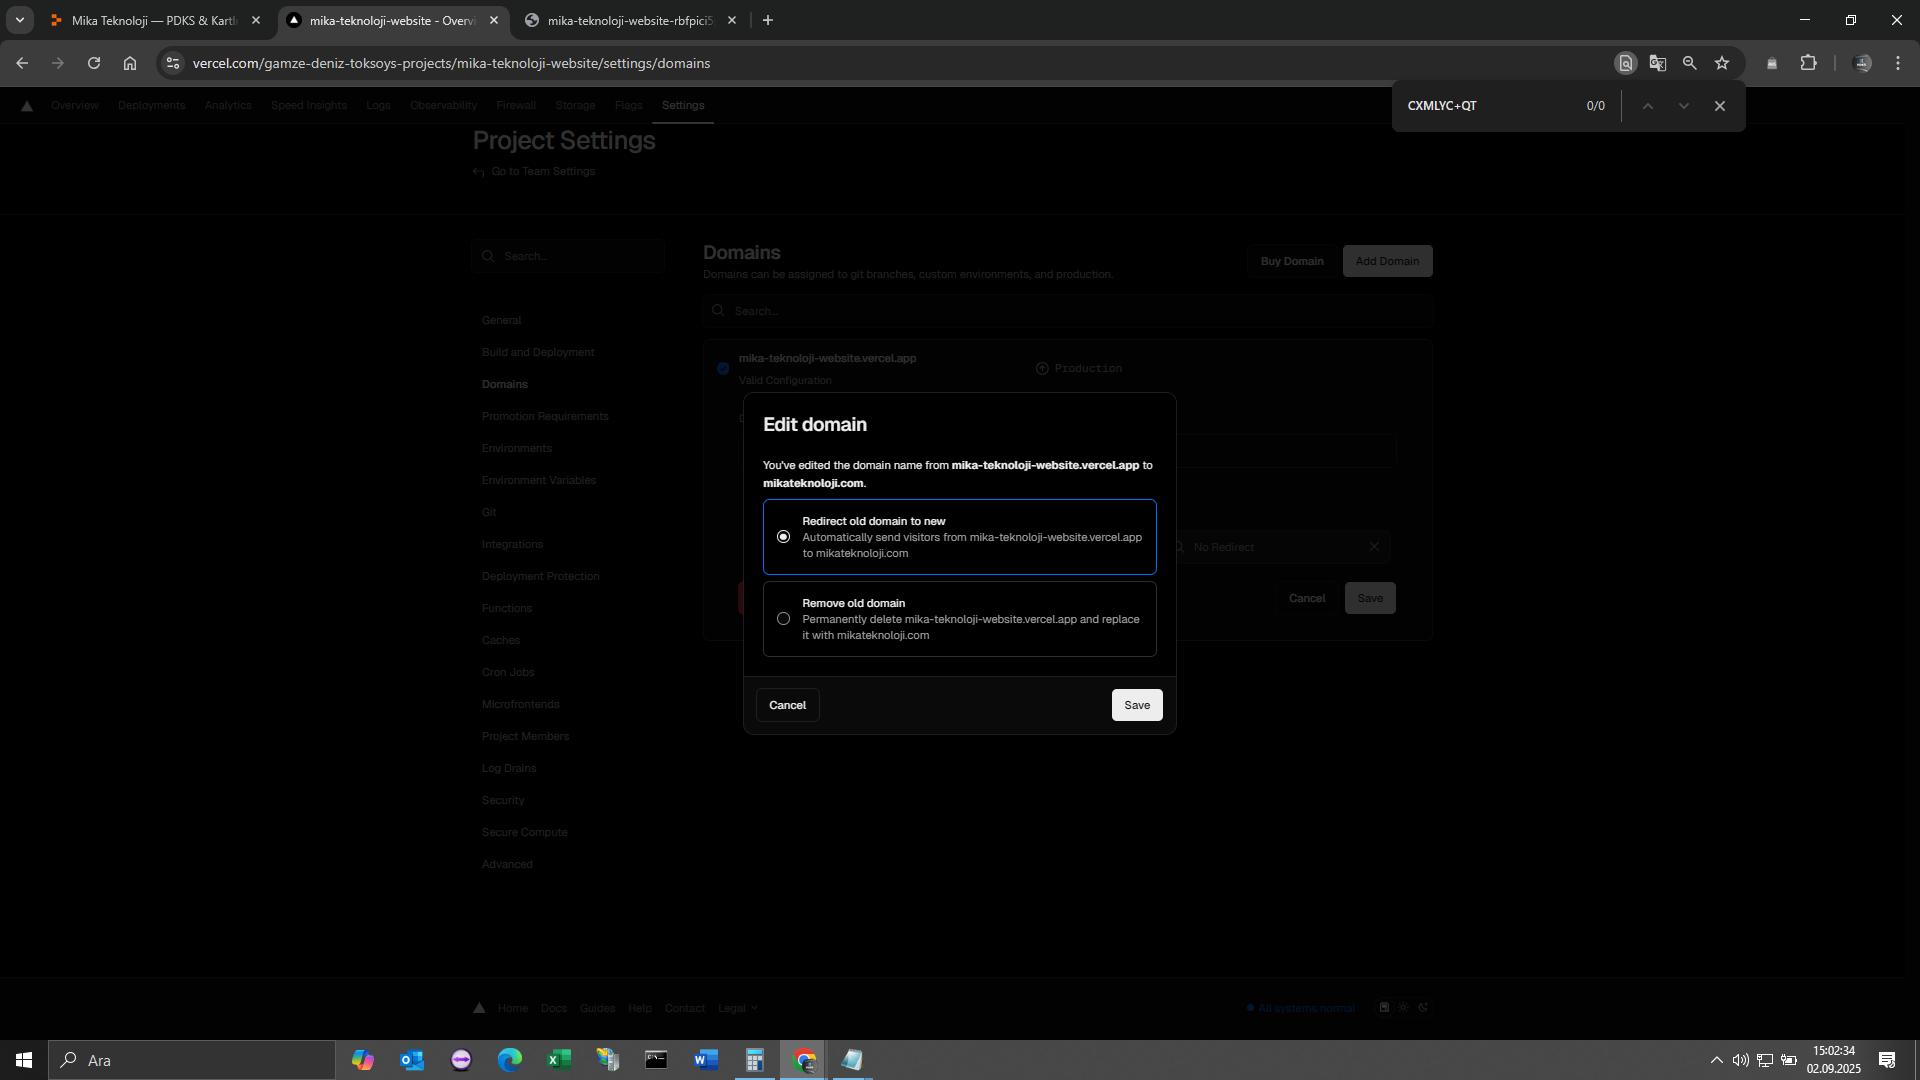 Mika Teknoloji — PDKS & Kartlı
mika-teknoloji-website - Overvi
mika-teknoloji-website-rbfpici5
vercel.com/gamze-deniz-toksoys-projects/mika-teknoloji-website/settings/domains
Overview
Deployments
Analytics
Speed Insights
Logs
Observability
Firewall
Storage
Flags
Settings
CXMLYC+QT
0/0
Project Settings
Go to Team Settings
Search...
General
Build and Deployment
Domains
Promotion Requirements
Environments
Environment Variables
Git
Integrations
Deployment Protection
Functions
Caches
Cron Jobs
Microfrontends
Project Members
Log Drains
Security
Secure Compute
Advanced
Domains
Domains can be assigned to git branches, custom environments, and production.
Buy Domain
Add Domain
Search...
mika-teknoloji-website.vercel.app
Valid Configuration
Production
Edit domain
You've edited the domain name from mika-teknoloji-website.vercel.app to
mikateknoloji.com.
Redirect old domain to new
Automatically send visitors from mika-teknoloji-website.vercel.app
to mikateknoloji.com
Remove old domain
Permanently delete mika-teknoloji-website.vercel.app and replace
it with mikateknoloji.com
Cancel
Save
No Redirect
Cancel
Save
Home
Docs
Guides
Help
Contact
Legal
All systems normal
Ara
15:02:34
02.09.2025